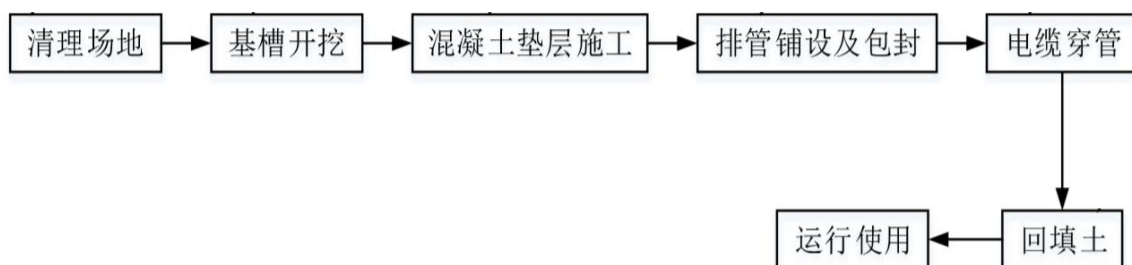 清理场地
基槽开挖
混凝土垫层施工
排管铺设及包封
电缆穿管
回填土
运行使用